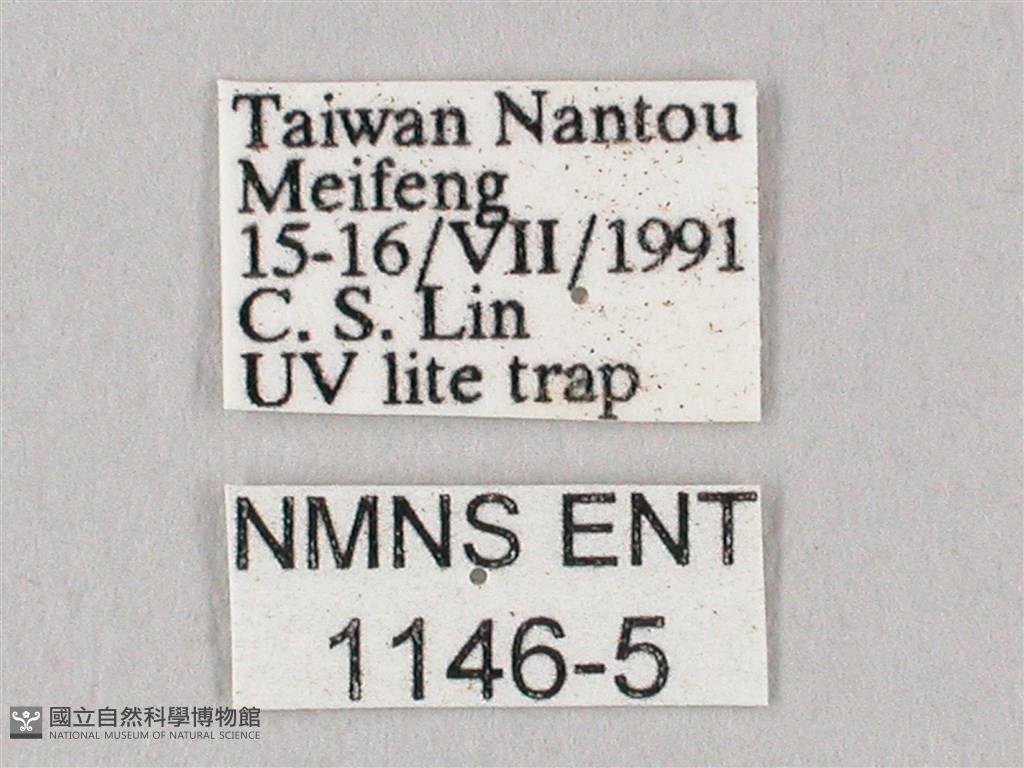 Taiwan Nantou
Meifeng
15-16/VII/1991
C. S. Lin
UV lite trap
NMNS ENT
1146-5
國立自然科學博物館
NATIONAL MUSEUM OF NATURAL SCIENCE